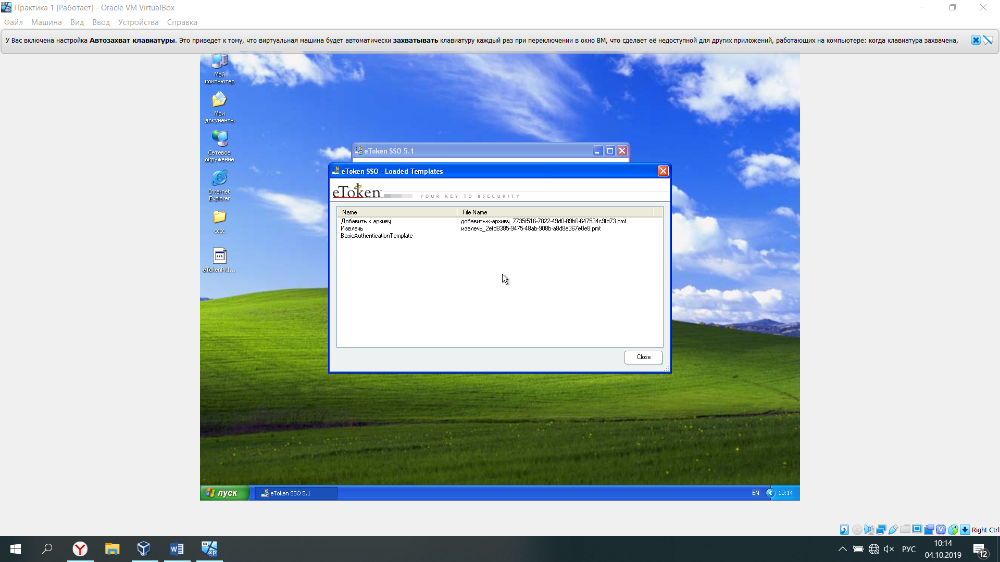 Практика 1 [Работает] - Oracle VM VirtualBox
Файл Машина Вид Ввод Устройства Справка
У Вас включена настройка Автозахват клавиатуры. Это приведет к тому, что виртуальная машина будет автоматически захватывать клавиатуру каждый раз при переключении в окно ВМ, что сделает её недоступной для других приложений, работающих на компьютере: когда клавиатура захвачена,
Мой
компьютер
Мои
документы
Сетевое
окружение
Internet
Explorer
сссс
eTokenPKI...
eToken SSO 5.1
eToken SSO - Loaded Templates
eToken
YOUR KEY TO eSECURITY
Name File Name
Добавить к архиву добавить-к-архиву_7735f516-7822-49d0-89b6-647534c9fd73.pmt
Извлечь извлечь_2efd8385-9475-48ab-908b-a8d8e367e0e8.pmt
BasicAuthenticationTemplate
Close
пуск eToken SSO 5.1 EN 10:14
Right Ctrl
W 64 XP РУС 10:14
04.10.2019
12